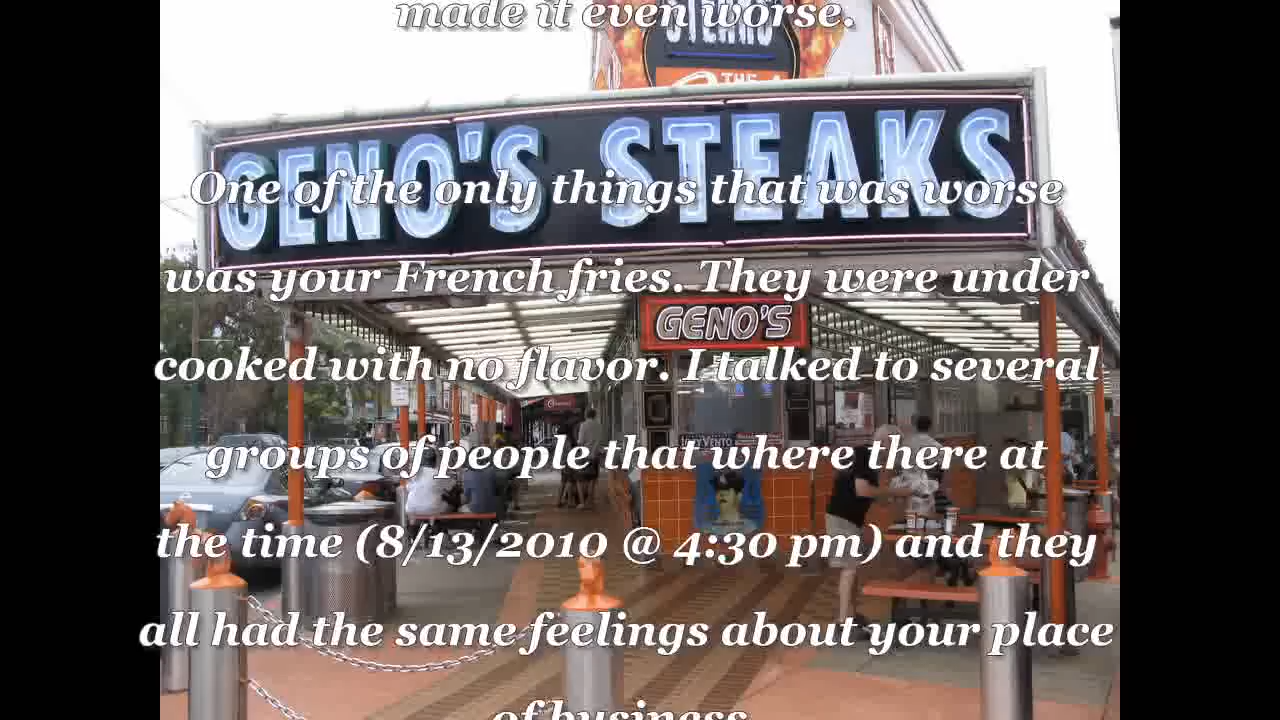 made it even worse.
STEAKS
THE
GENO'S STEAKS
One of the only things that was worse
was your French fries. They were under
GENO'S
cooked with no flavor. I talked to several
groups of people that where there at
the time (8/13/2010 @ 4:30 pm) and they
all had the same feelings about your place
of business